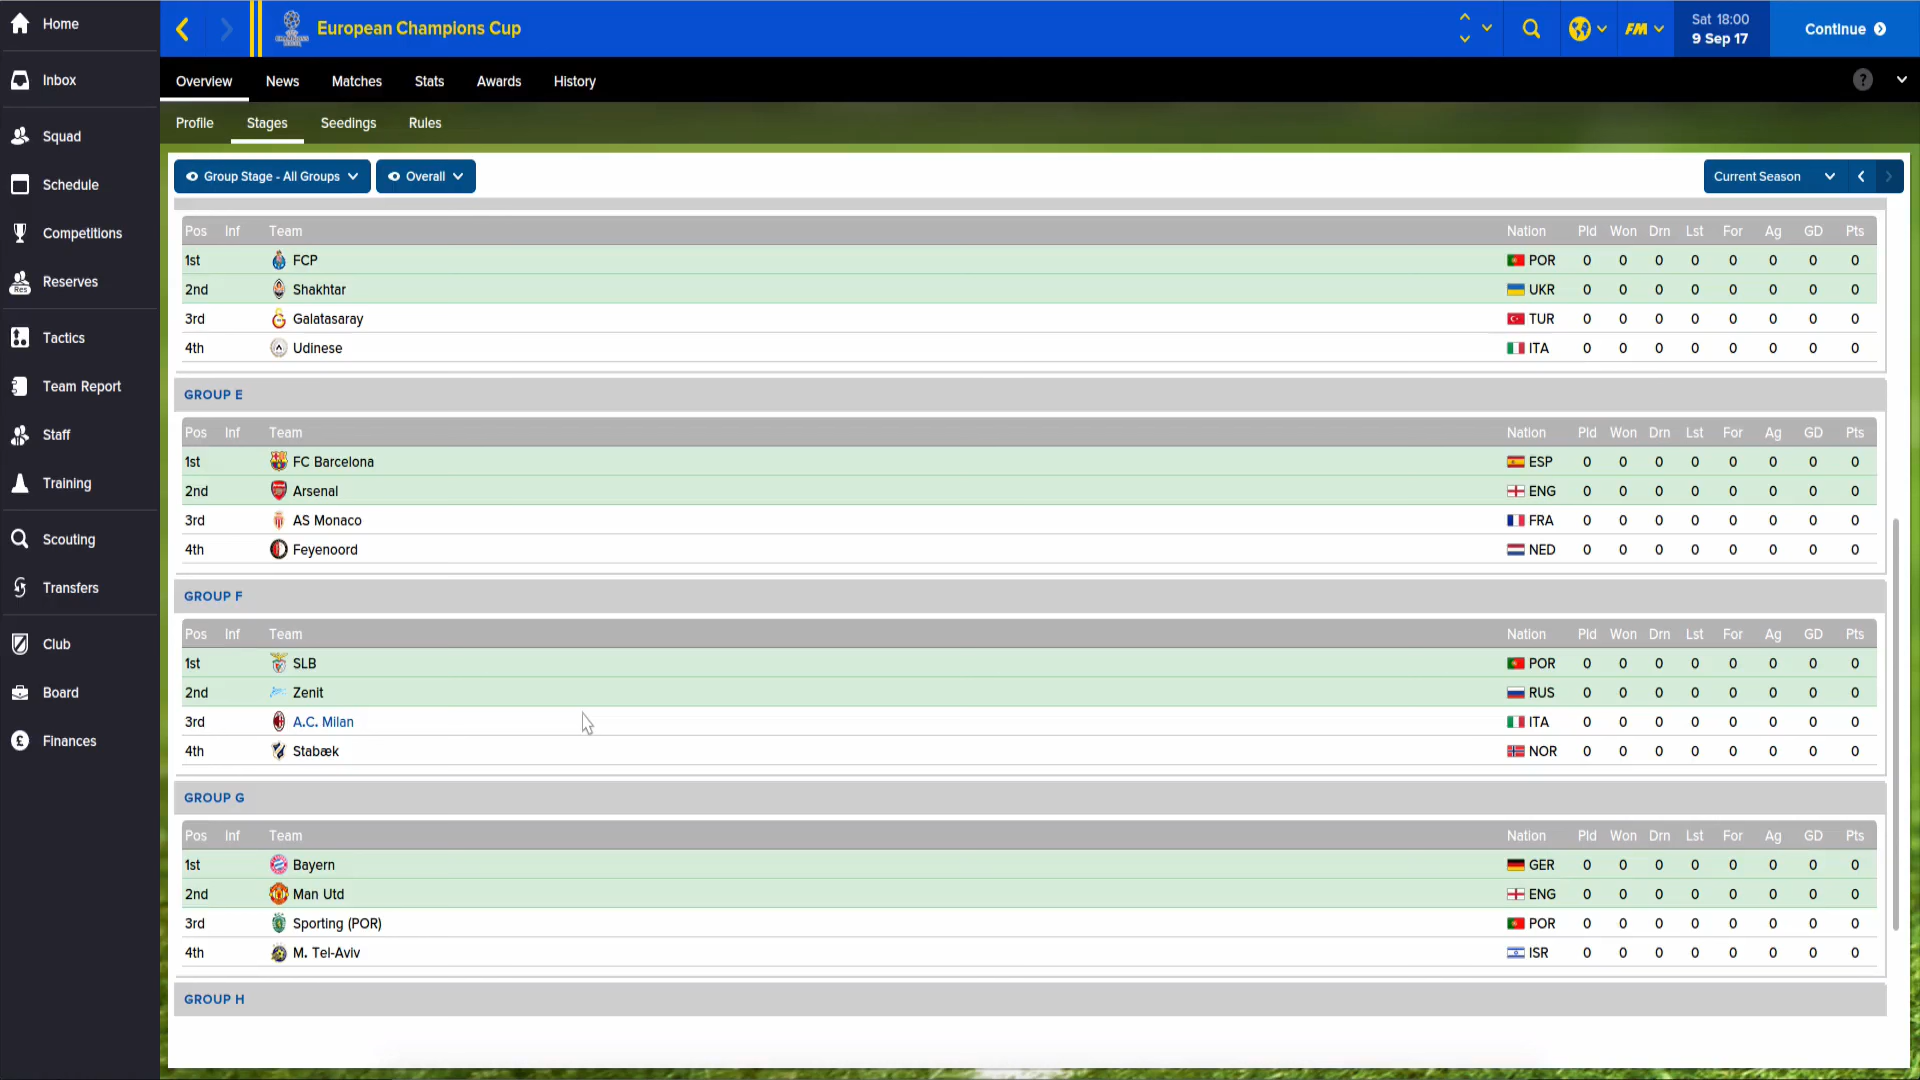 Home
Inbox
Squad
Schedule
Competitions
Reserves
Res
Tactics
Team Report
Staff
Training
Scouting
Transfers
Club
Board
Finances
European Champions Cup
FM
Sat 18:00
9 Sep 17
Continue
Overview News Matches Stats Awards History
?
Profile Stages Seedings Rules
Group Stage - All Groups Overall Current Season
Pos Inf Team Nation Pld Won Drn Lst For Ag GD Pts
1st FCP POR 0 0 0 0 0 0 0 0
2nd Shakhtar UKR 0 0 0 0 0 0 0 0
3rd Galatasaray TUR 0 0 0 0 0 0 0 0
4th Udinese ITA 0 0 0 0 0 0 0 0
GROUP E
Pos Inf Team Nation Pld Won Drn Lst For Ag GD Pts
1st FC Barcelona ESP 0 0 0 0 0 0 0 0
2nd Arsenal ENG 0 0 0 0 0 0 0 0
3rd AS Monaco FRA 0 0 0 0 0 0 0 0
4th Feyenoord NED 0 0 0 0 0 0 0 0
GROUP F
Pos Inf Team Nation Pld Won Drn Lst For Ag GD Pts
1st SLB POR 0 0 0 0 0 0 0 0
2nd Zenit RUS 0 0 0 0 0 0 0 0
3rd A.C. Milan ITA 0 0 0 0 0 0 0 0
4th Stabæk NOR 0 0 0 0 0 0 0 0
GROUP G
Pos Inf Team Nation Pld Won Drn Lst For Ag GD Pts
1st Bayern GER 0 0 0 0 0 0 0 0
2nd Man Utd ENG 0 0 0 0 0 0 0 0
3rd Sporting (POR) POR 0 0 0 0 0 0 0 0
4th M. Tel-Aviv ISR 0 0 0 0 0 0 0 0
GROUP H